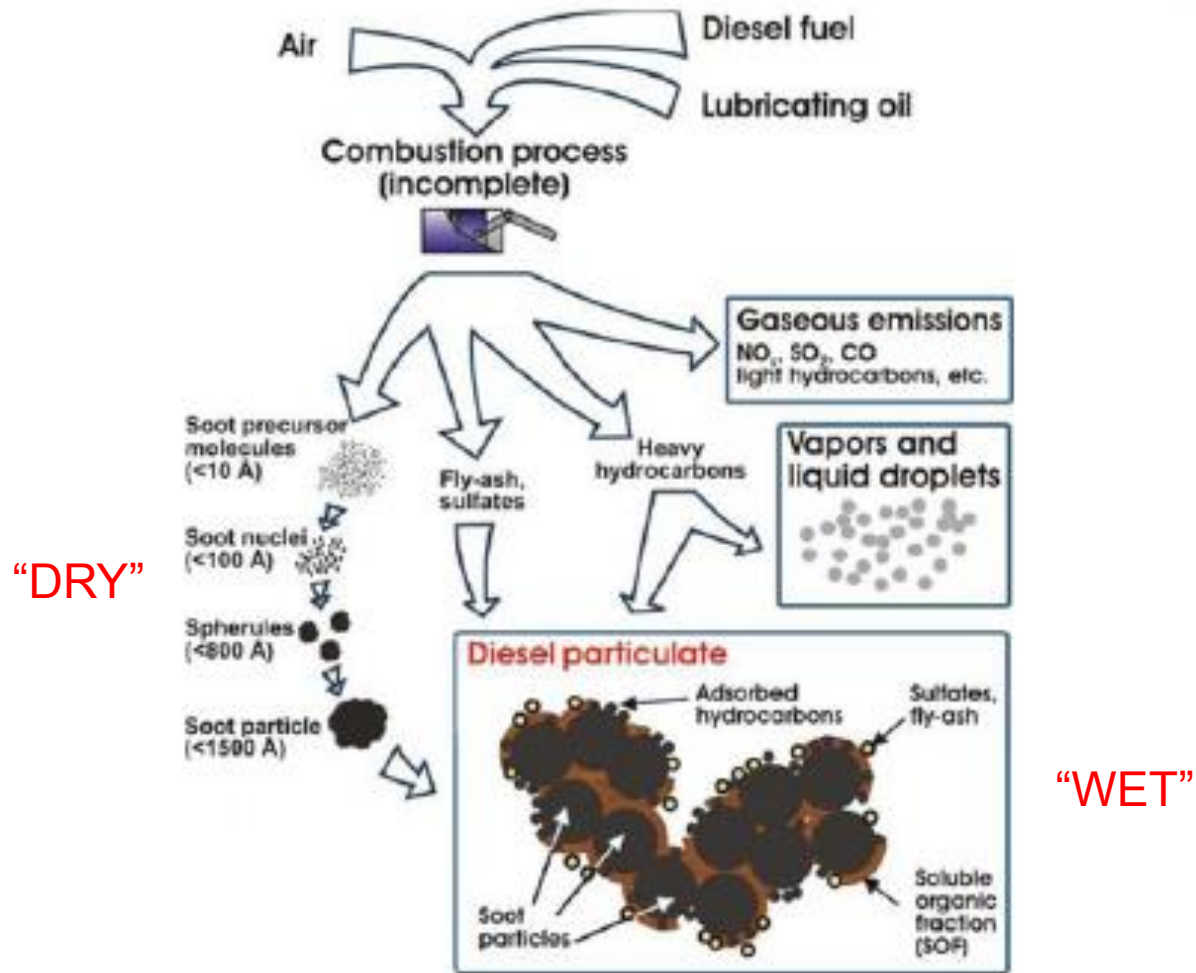 Air
Diesel fuel
Lubricating oil
Combustion process
(incomplete)
Gaseous emissions
NOx, SO2, CO
light hydrocarbons, etc.
Soot precursor
molecules
(<10 Å)
Fly-ash,
sulfates
Heavy
hydrocarbons
Vapors and
liquid droplets
Soot nuclei
(<100 Å)
“DRY”
Spherules
(<800 Å)
Soot particle
(<1500 Å)
Diesel particulate
Adsorbed
hydrocarbons
Sulfates,
fly-ash
“WET”
Soot
particles
Soluble
organic
fraction
(SOF)